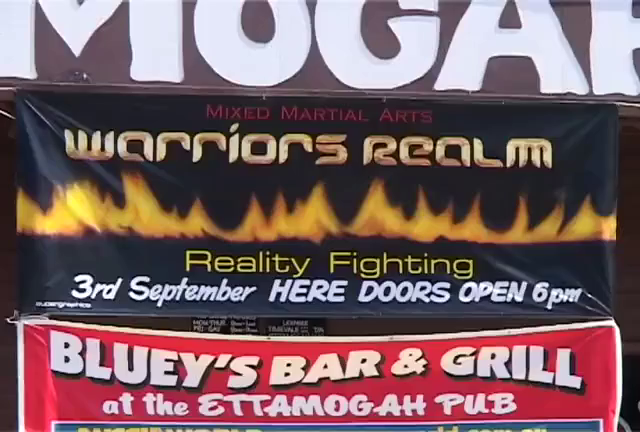 MOGAH
MIXED MARTIAL ARTS
WARRIORS REALM
Reality Fighting
3rd September HERE DOORS OPEN 6pm
BLUEY'S BAR & GRILL
at the ETTAMOGAH PUB